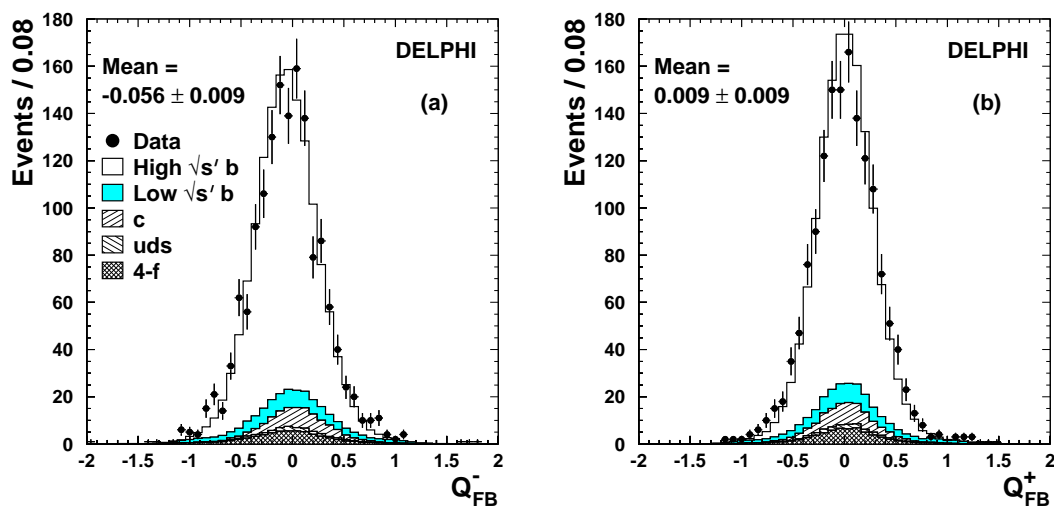 Events / 0.08
180
160
140
120
100
80
60
40
20
0
DELPHI
Mean =
-0.056 ± 0.009
(a)
Data
High √s′ b
Low √s′ b
c
uds
4-f
-2 -1.5 -1 -0.5 0 0.5 1 1.5 2
Q⁻FB
Events / 0.08
180
160
140
120
100
80
60
40
20
0
DELPHI
Mean =
0.009 ± 0.009
(b)
-2 -1.5 -1 -0.5 0 0.5 1 1.5 2
Q⁺FB